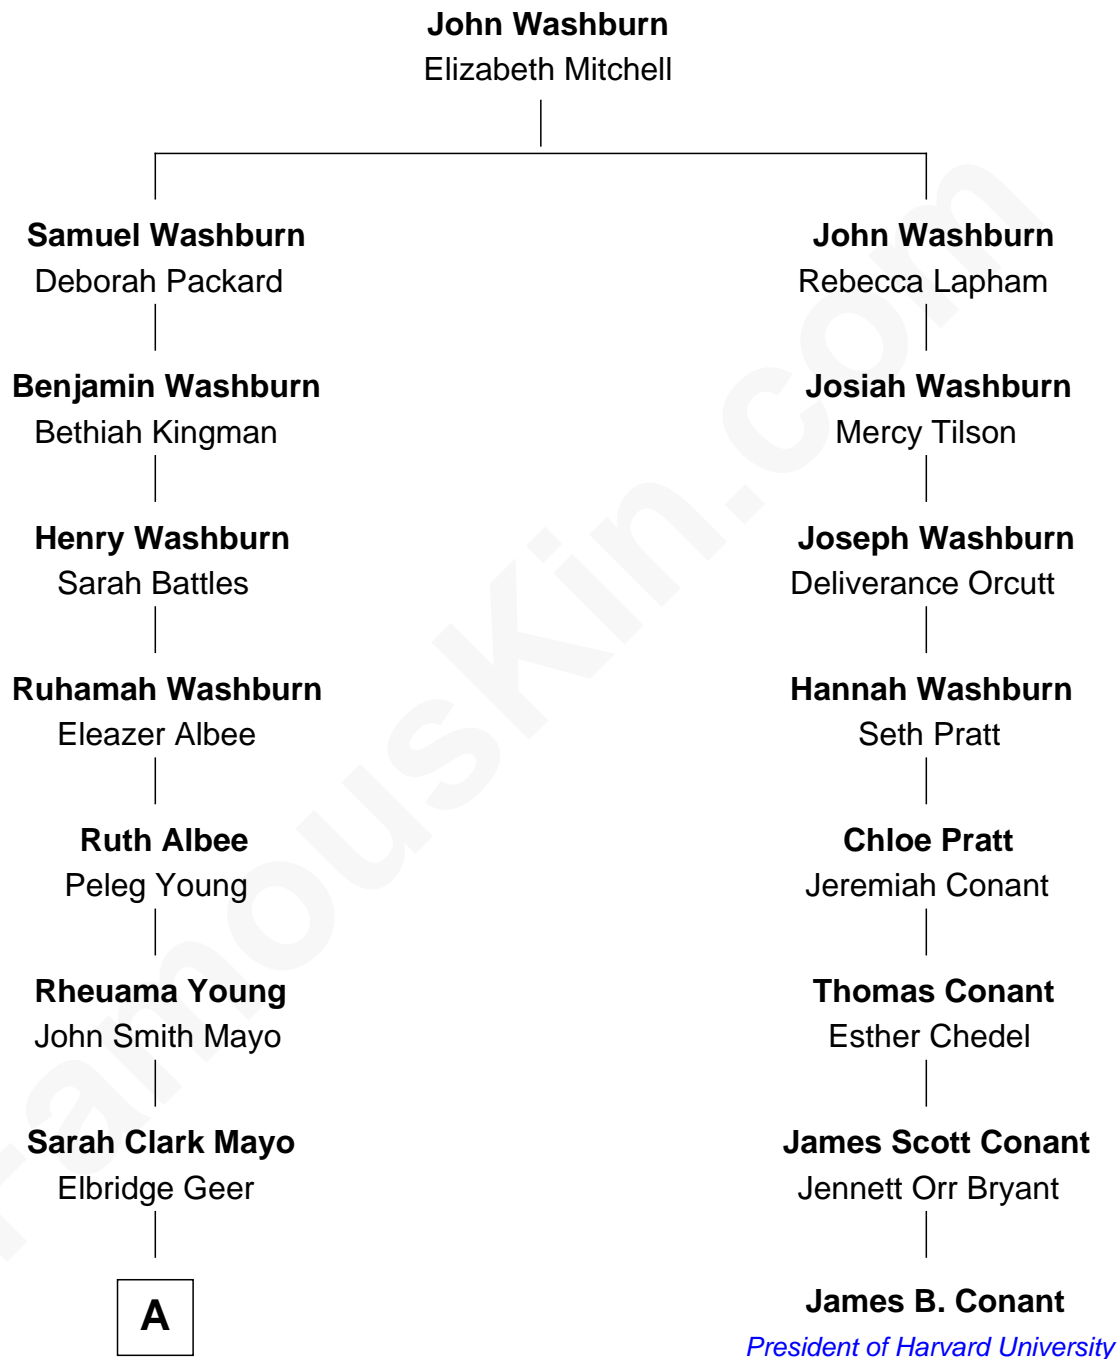 John Washburn
Elizabeth Mitchell
Samuel Washburn
Deborah Packard
Benjamin Washburn
Bethiah Kingman
Henry Washburn
Sarah Battles
Ruhamah Washburn
Eleazer Albee
Ruth Albee
Peleg Young
Rheuama Young
John Smith Mayo
Sarah Clark Mayo
Elbridge Geer
A
John Washburn
Rebecca Lapham
Josiah Washburn
Mercy Tilson
Joseph Washburn
Deliverance Orcutt
Hannah Washburn
Seth Pratt
Chloe Pratt
Jeremiah Conant
Thomas Conant
Esther Chedel
James Scott Conant
Jennett Orr Bryant
James B. Conant
President of Harvard University
FamousKin.com